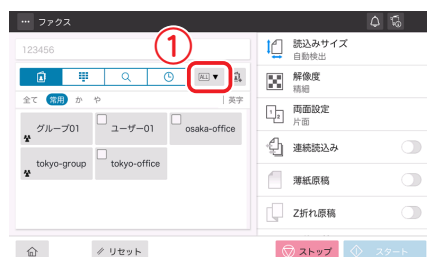 ··· ファクス
123456
①
ALL ▼
全て 常用 か や | 英字
グループ01
ユーザー01
osaka-office
tokyo-group
tokyo-office
読込みサイズ
自動検出
解像度
精細
両面設定
片面
連続読込み
薄紙原稿
Z折れ原稿
リセット
ストップ
スタート